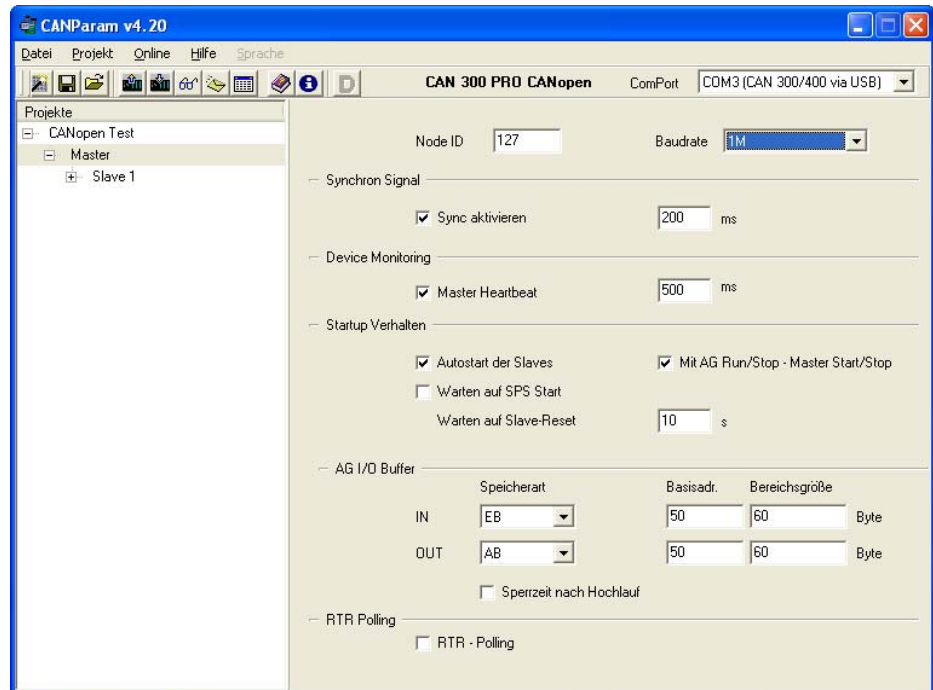 CANParam v4.20
Datei Projekt Online Hilfe Sprache
D CAN 300 PRO CANopen ComPort COM3 (CAN 300/400 via USB)
Projekte
CANopen Test
Master
Slave 1
Node ID 127 Baudrate 1M
Synchron Signal
Sync aktivieren 200 ms
Device Monitoring
Master Heartbeat 500 ms
Startup Verhalten
Autostart der Slaves Mit AG Run/Stop - Master Start/Stop
Warten auf SPS Start
Warten auf Slave-Reset 10 s
AG I/O Buffer
Speicherart Basisadr. Bereichsgröße
IN EB 50 60 Byte
OUT AB 50 60 Byte
Sperrzeit nach Hochlauf
RTR Polling
RTR - Polling